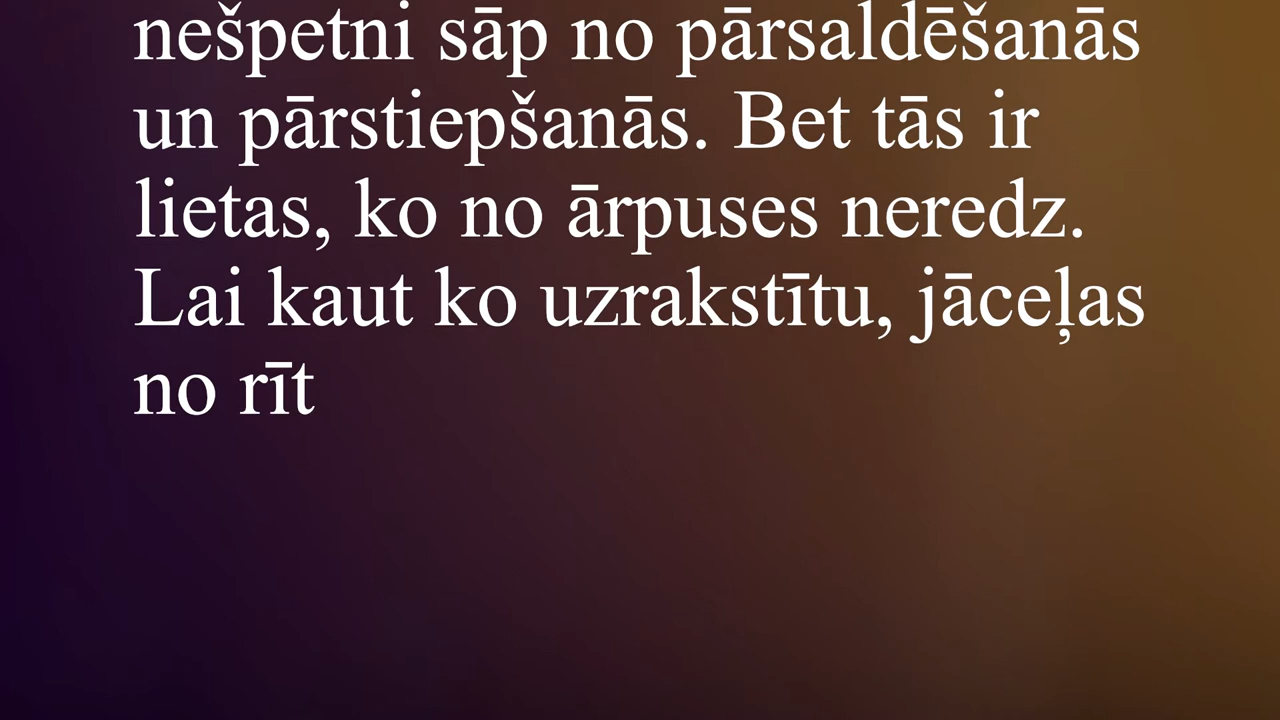 nešpetni sāp no pārsaldēšanās
un pārstiepšanās. Bet tās ir
lietas, ko no ārpuses neredz.
Lai kaut ko uzrakstītu, jāceļas
no rīt